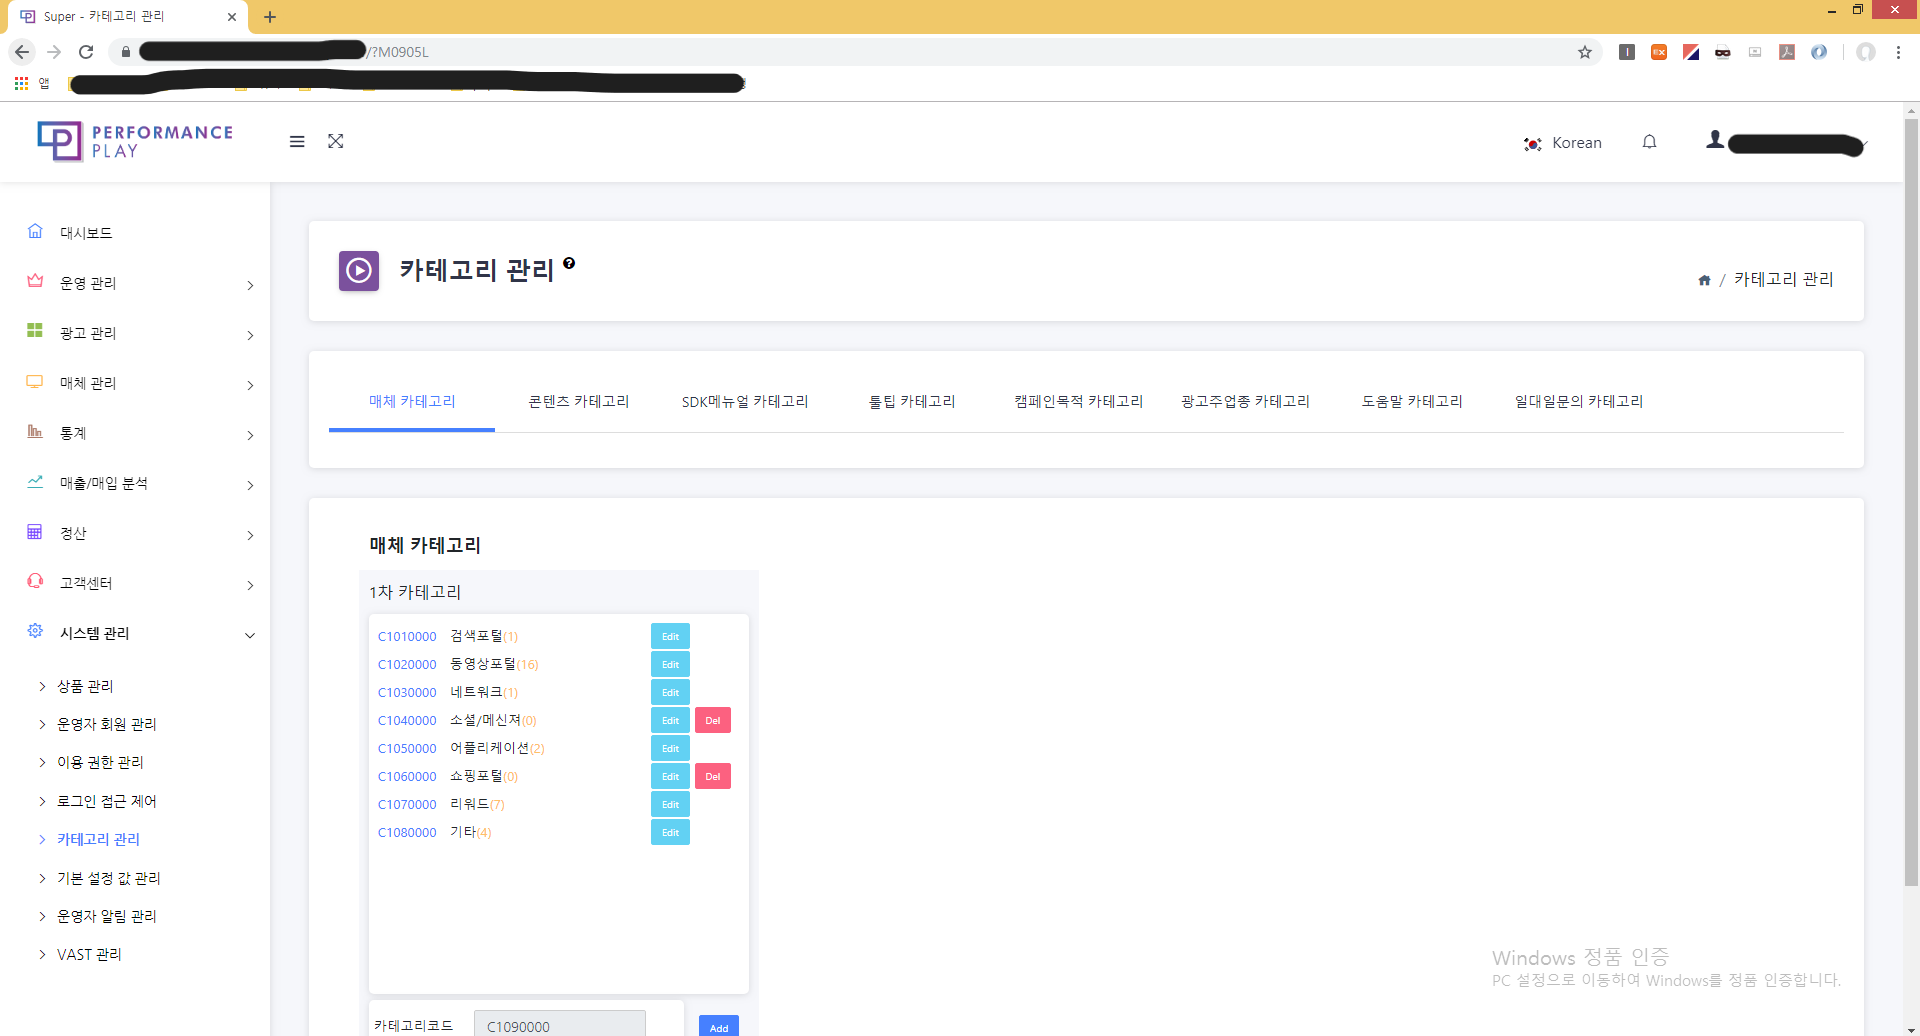 Super - 카테고리 관리
/?M0905L
앱
PERFORMANCE
PLAY
Korean
대시보드
운영 관리
광고 관리
매체 관리
통계
매출/매입 분석
정산
고객센터
시스템 관리
상품 관리
운영자 회원 관리
이용 권한 관리
로그인 접근 제어
카테고리 관리
기본 설정 값 관리
운영자 알림 관리
VAST 관리
카테고리 관리
/ 카테고리 관리
매체 카테고리 콘텐츠 카테고리 SDK메뉴얼 카테고리 툴팁 카테고리 캠페인목적 카테고리 광고주업종 카테고리 도움말 카테고리 일대일문의 카테고리
매체 카테고리
1차 카테고리
C1010000 검색포털(1) Edit
C1020000 동영상포털(16) Edit
C1030000 네트워크(1) Edit
C1040000 소셜/메신져(0) Edit Del
C1050000 어플리케이션(2) Edit
C1060000 쇼핑포털(0) Edit Del
C1070000 리워드(7) Edit
C1080000 기타(4) Edit
카테고리코드 C1090000 Add
Windows 정품 인증
PC 설정으로 이동하여 Windows를 정품 인증합니다.